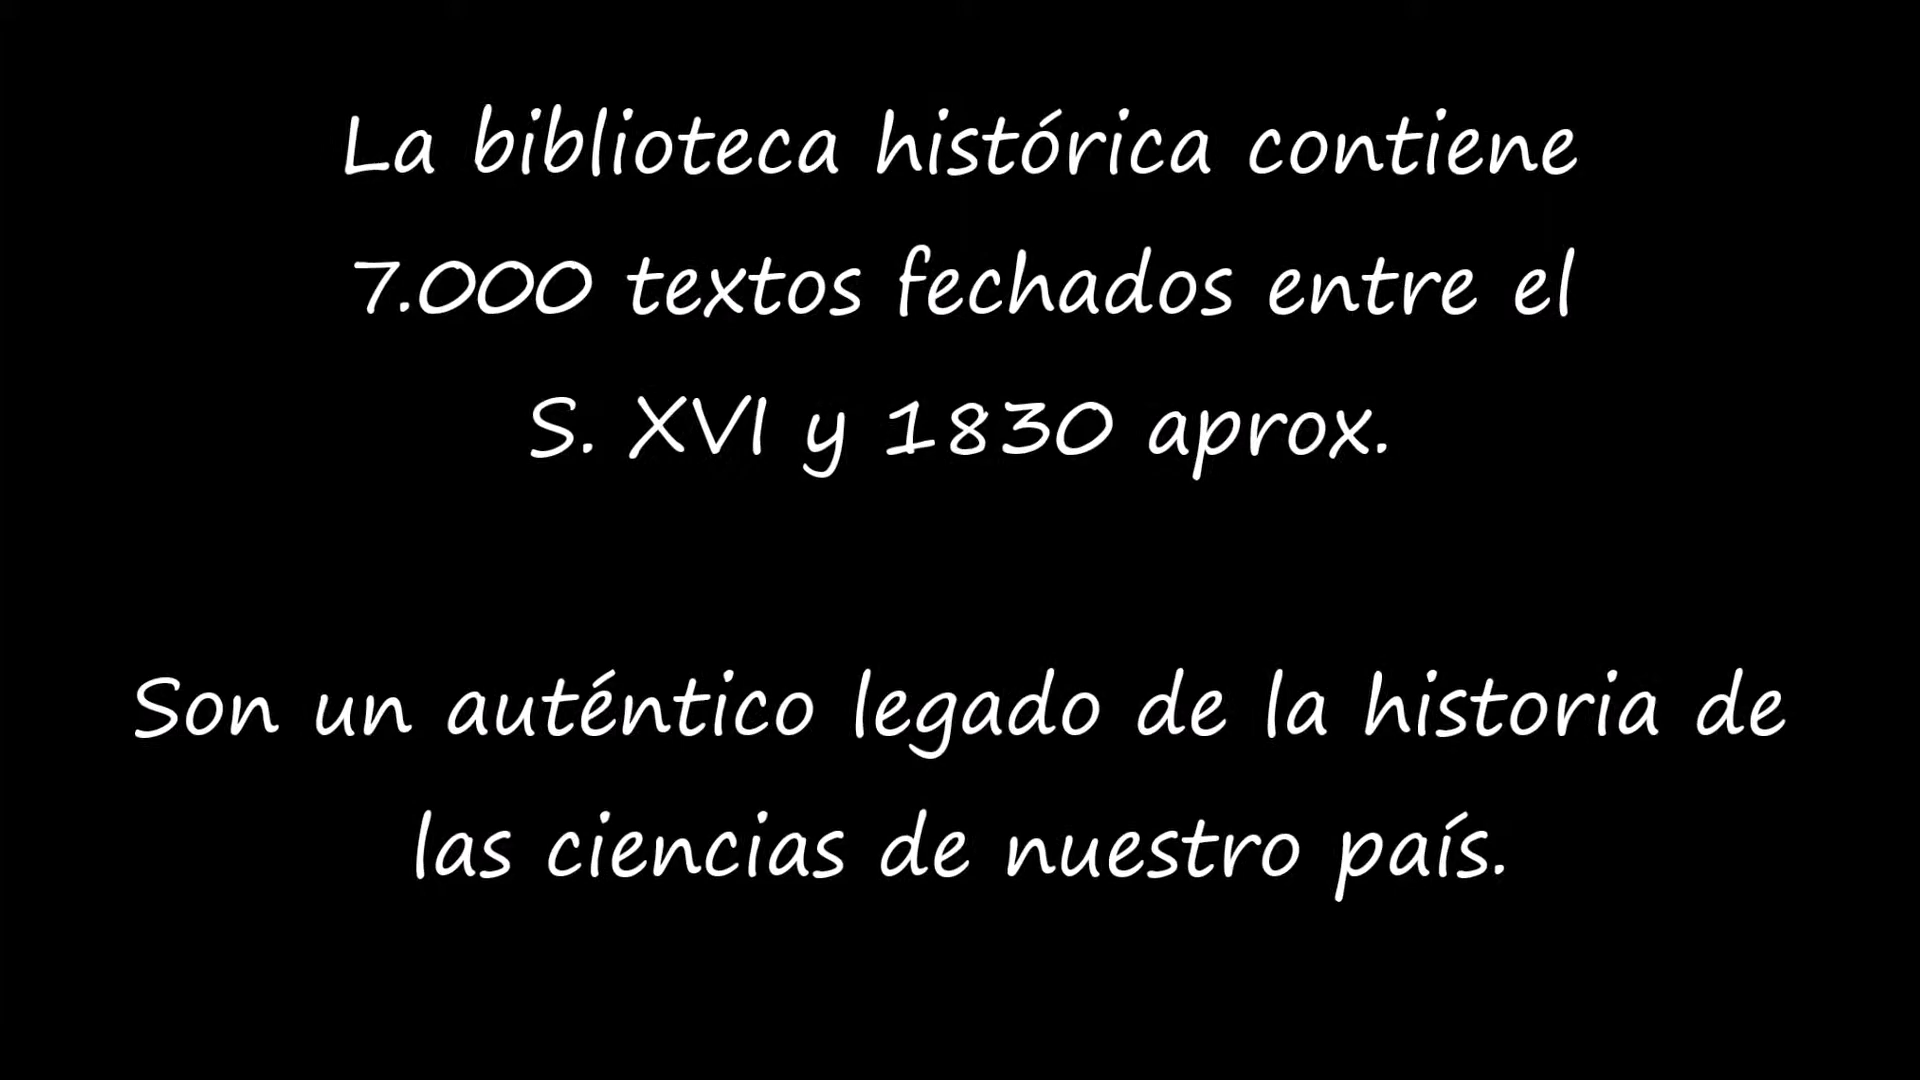 La biblioteca histórica contiene
7.000 textos fechados entre el
S. XVI y 1830 aprox.
Son un auténtico legado de la historia de
las ciencias de nuestro país.